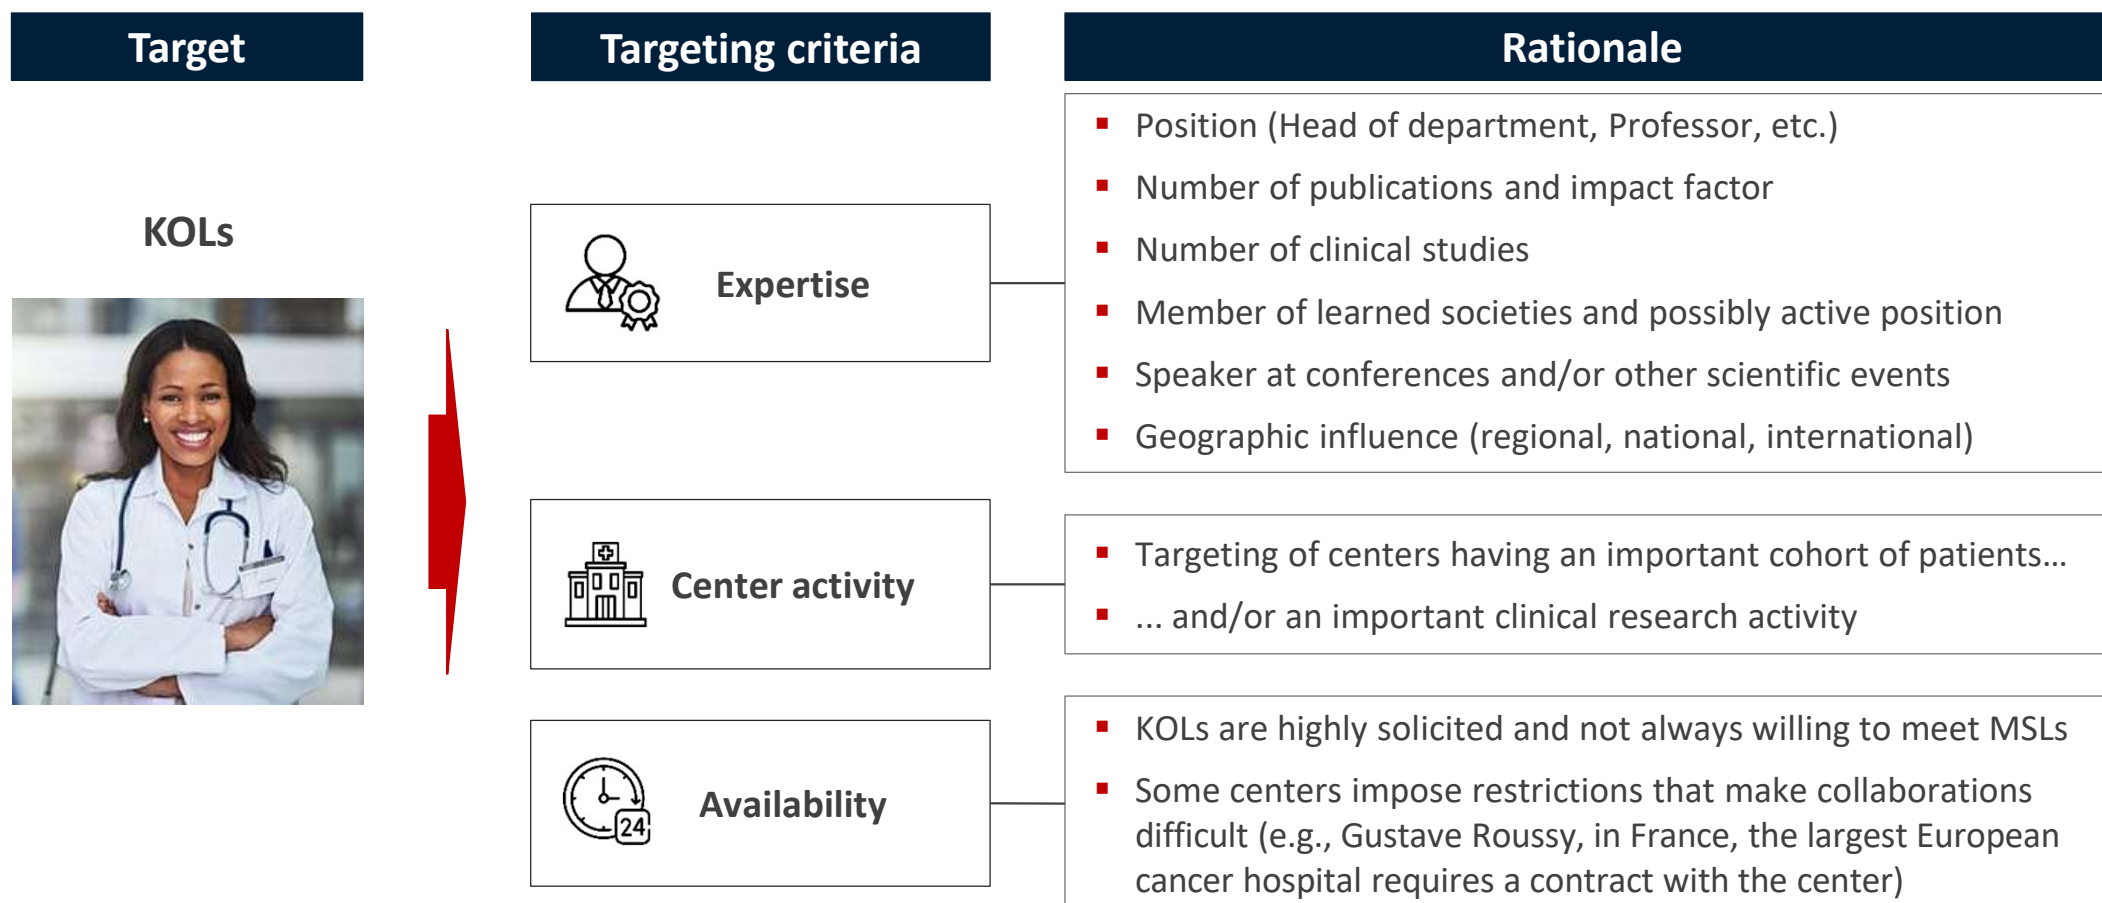 Target
Targeting criteria
Rationale
KOLs
Expertise
Position (Head of department, Professor, etc.)
Number of publications and impact factor
Number of clinical studies
Member of learned societies and possibly active position
Speaker at conferences and/or other scientific events
Geographic influence (regional, national, international)
Center activity
Targeting of centers having an important cohort of patients…
... and/or an important clinical research activity
24
Availability
KOLs are highly solicited and not always willing to meet MSLs
Some centers impose restrictions that make collaborations
difficult (e.g., Gustave Roussy, in France, the largest European
cancer hospital requires a contract with the center)